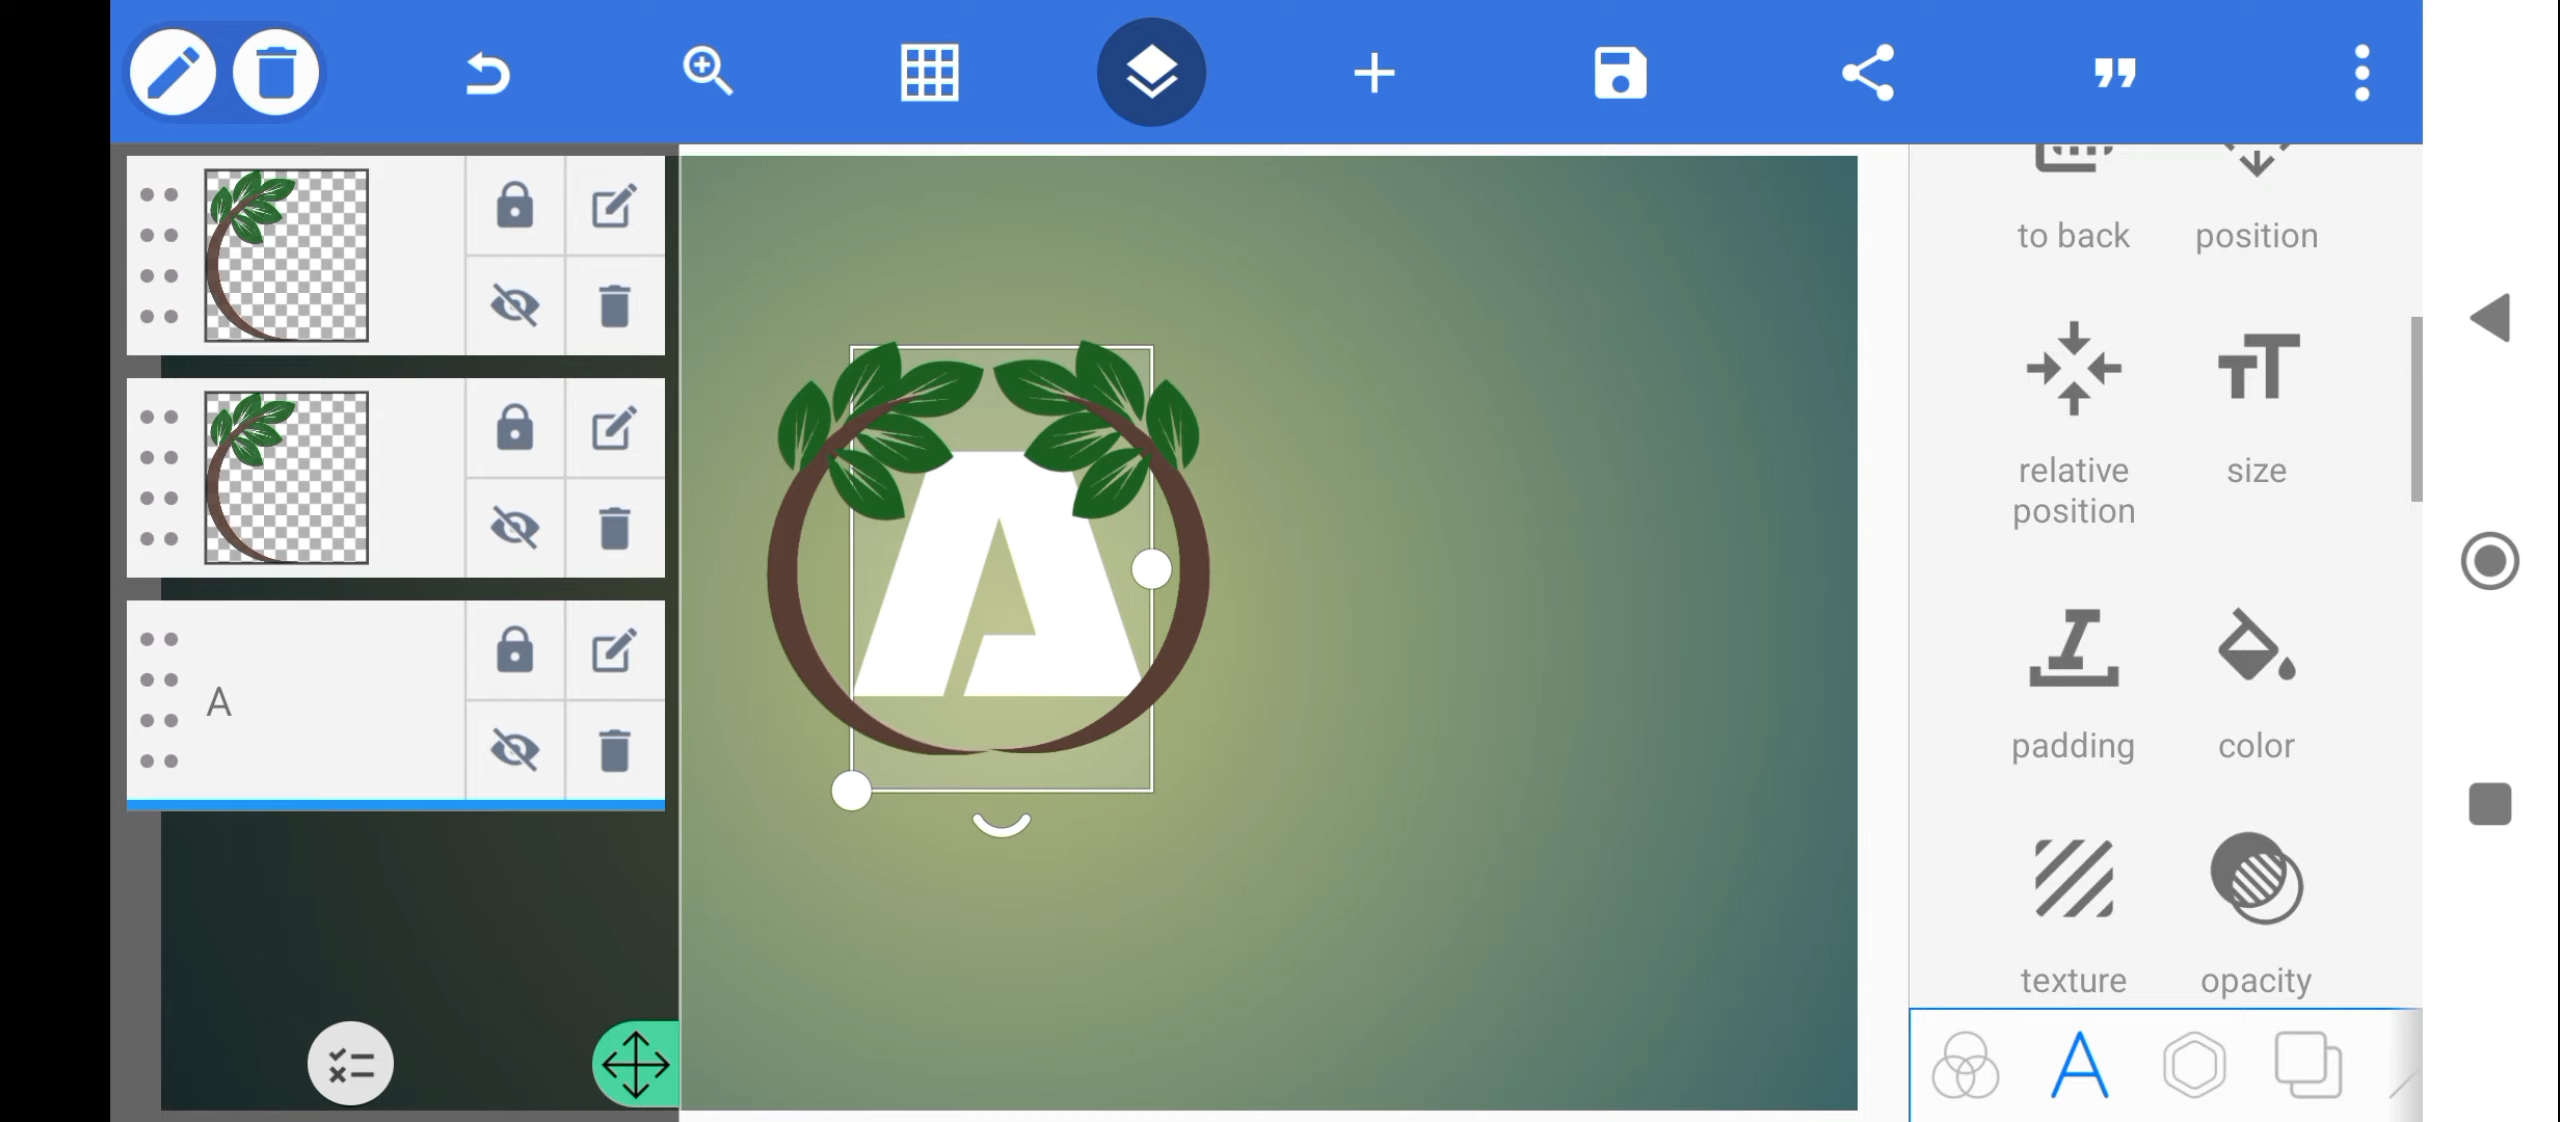 A
A
to back
position
relative
position
size
padding
color
texture
opacity